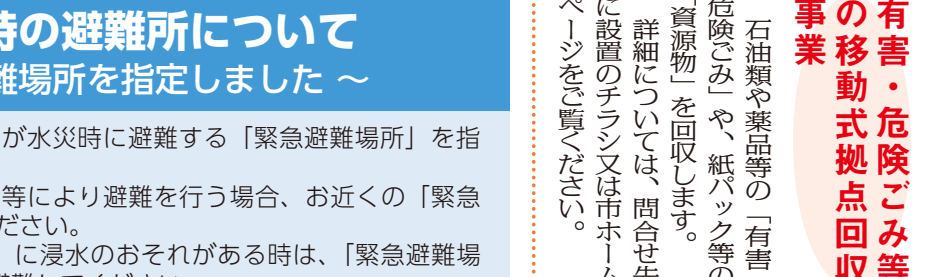 有害・危険ごみ等
の移動式拠点回収
事業
石油類や薬品等の「有害
危険ごみ」や、紙パック等の
「資源物」を回収します。
詳細については、問合せ先
に設置のチラシ又は市ホーム
ページをご覧ください。
時の避難所について
難場所を指定しました ～
が水災時に避難する「緊急避難場所」を指
等により避難を行う場合、お近くの「緊急
ださい。
に浸水のおそれがある時は、「緊急避難場
避難してください